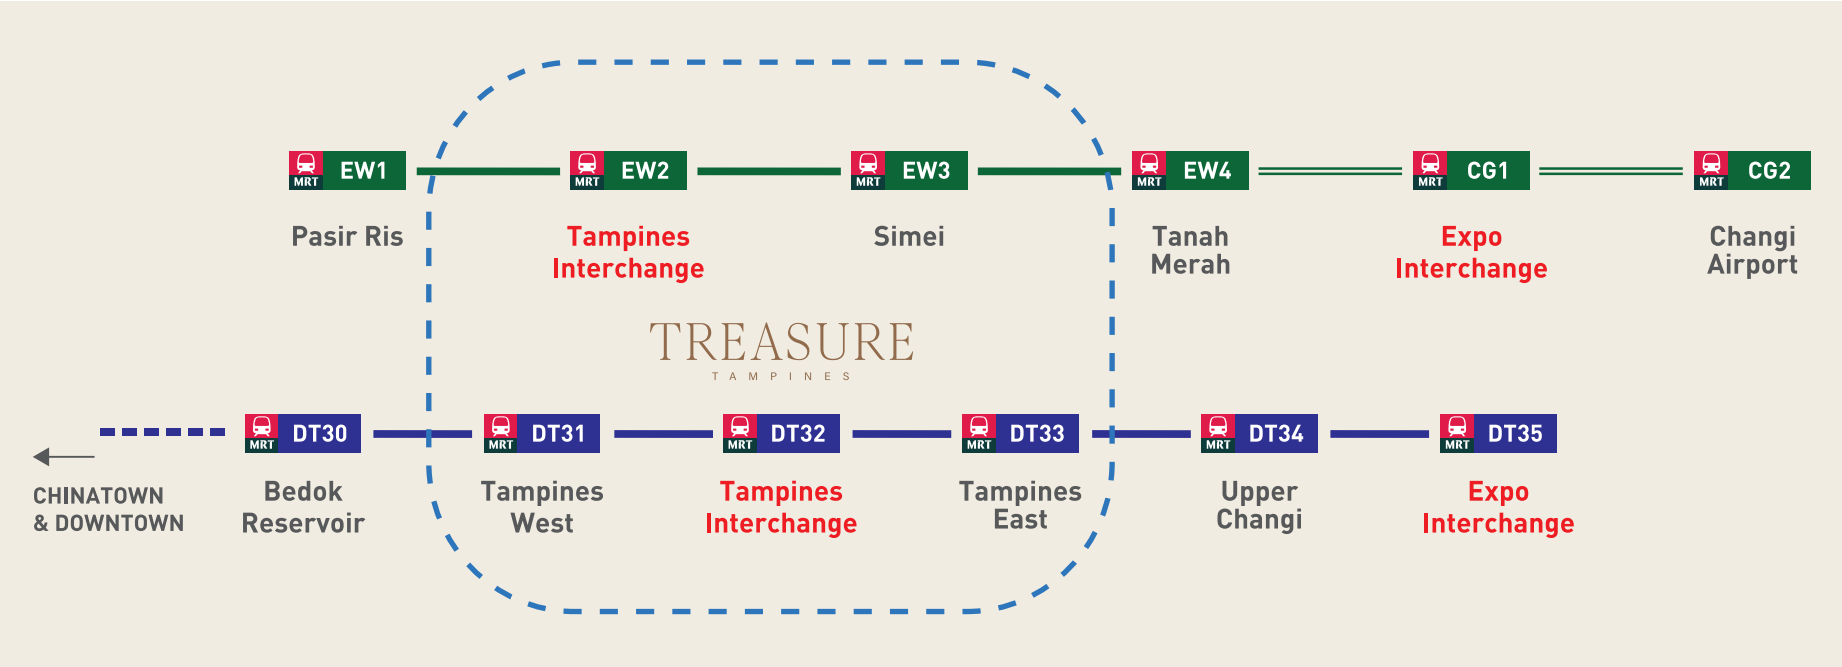 MRT EW1
MRT EW2
MRT EW3
MRT EW4
MRT CG1
MRT CG2
Pasir Ris
Tampines
Interchange
Simei
Tanah
Merah
Expo
Interchange
Changi
Airport
TREASURE
TAMPINES
MRT DT30
MRT DT31
MRT DT32
MRT DT33
MRT DT34
MRT DT35
CHINATOWN
& DOWNTOWN
Bedok
Reservoir
Tampines
West
Tampines
Interchange
Tampines
East
Upper
Changi
Expo
Interchange